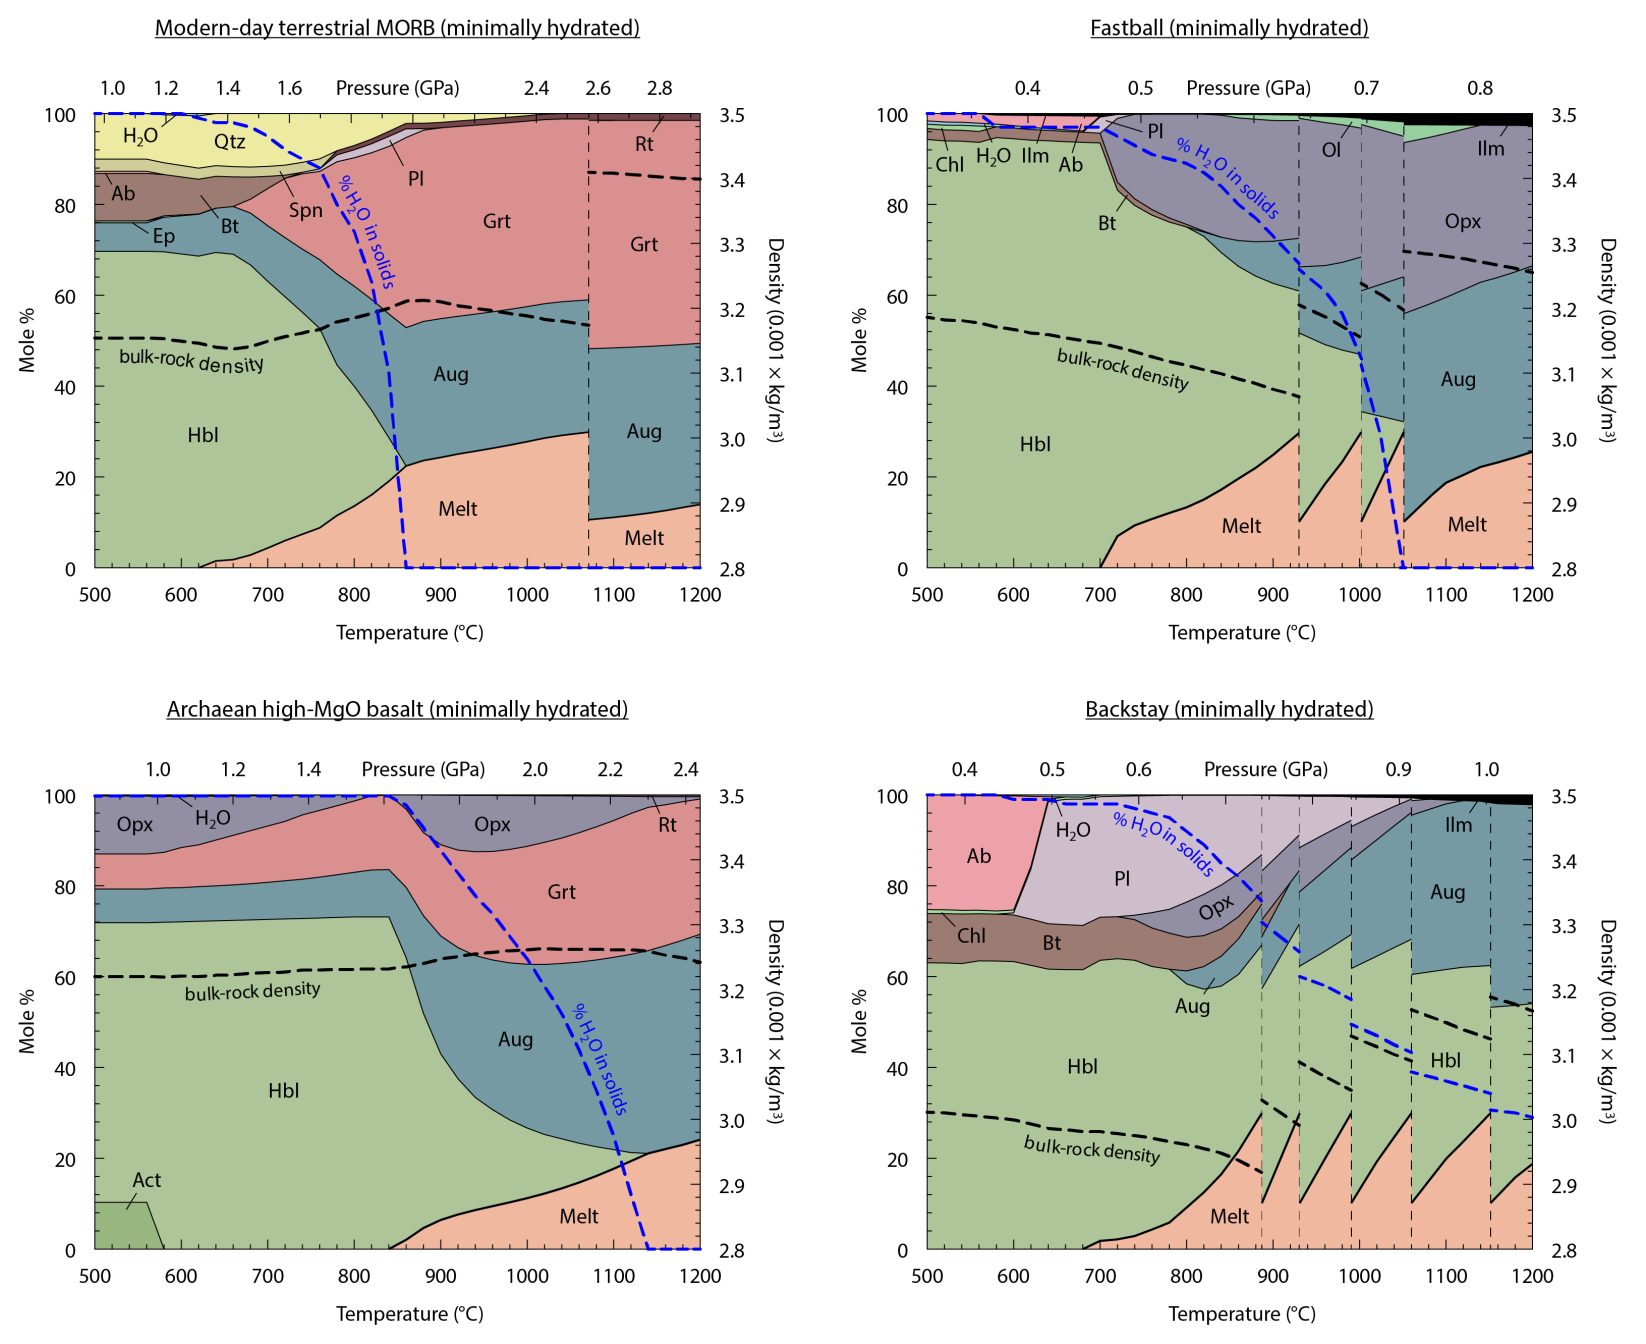 Modern-day terrestrial MORB (minimally hydrated)
1.0 1.2 1.4 1.6 Pressure (GPa) 2.4 2.6 2.8
100 80 60 40 20 0
Mole %
3.5 3.4 3.3 3.2 3.1 3.0 2.9 2.8
Density (0.001 × kg/m³)
H₂O
Qtz
Ab
Bt
Ep
Spn
Pl
Rt
Grt
Grt
% H₂O in solids
bulk-rock density
Aug
Aug
Hbl
Melt
Melt
500 600 700 800 900 1000 1100 1200
Temperature (°C)
Fastball (minimally hydrated)
0.4 0.5 Pressure (GPa) 0.7 0.8
100 80 60 40 20 0
Mole %
3.5 3.4 3.3 3.2 3.1 3.0 2.9 2.8
Density (0.001 × kg/m³)
Chl
H₂O
Ilm
Ab
Pl
Bt
% H₂O in solids
Ol
Ilm
Opx
bulk-rock density
Aug
Hbl
Melt
Melt
500 600 700 800 900 1000 1100 1200
Temperature (°C)
Archaean high-MgO basalt (minimally hydrated)
1.0 1.2 1.4 Pressure (GPa) 2.0 2.2 2.4
100 80 60 40 20 0
Mole %
3.5 3.4 3.3 3.2 3.1 3.0 2.9 2.8
Density (0.001 × kg/m³)
Opx
H₂O
Opx
Rt
Grt
bulk-rock density
Aug
% H₂O in solids
Hbl
Act
Melt
500 600 700 800 900 1000 1100 1200
Temperature (°C)
Backstay (minimally hydrated)
0.4 0.5 0.6 Pressure (GPa) 0.9 1.0
100 80 60 40 20 0
Mole %
3.5 3.4 3.3 3.2 3.1 3.0 2.9 2.8
Density (0.001 × kg/m³)
Ab
H₂O
% H₂O in solids
Ilm
Pl
Opx
Aug
Chl
Bt
Aug
Hbl
Hbl
bulk-rock density
Melt
500 600 700 800 900 1000 1100 1200
Temperature (°C)